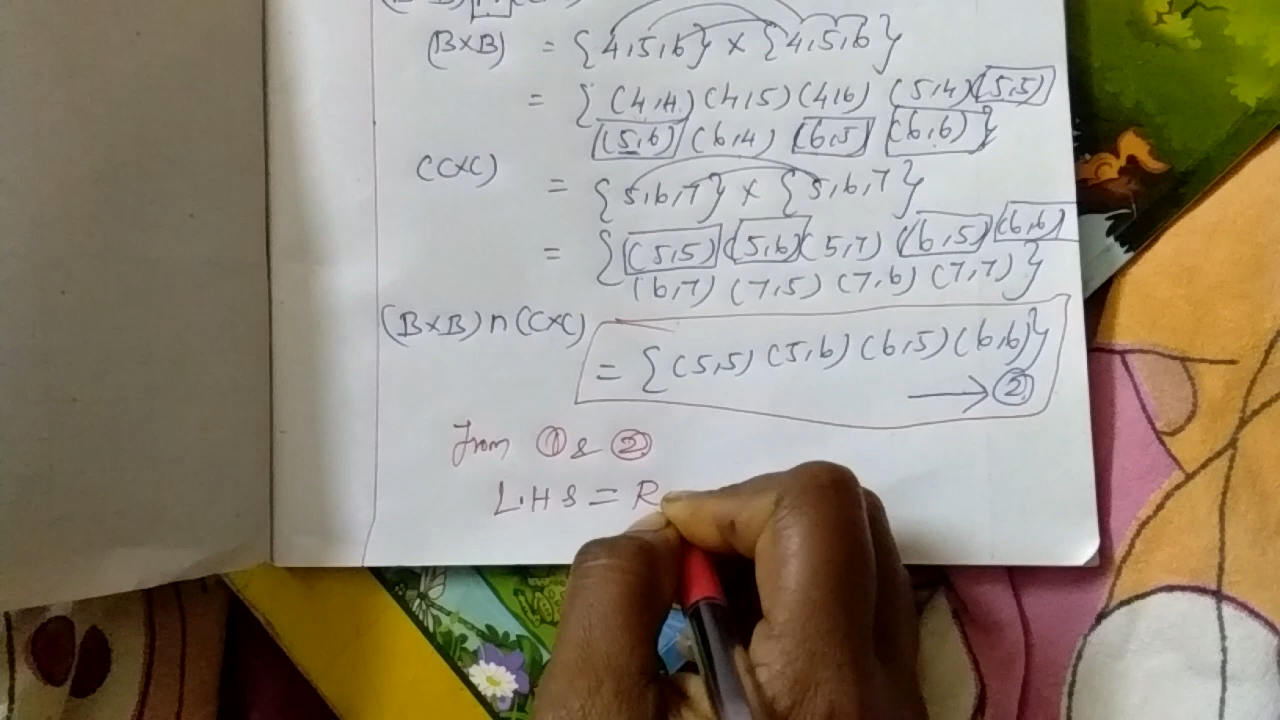 (B×B) = {4,5,6} × {4,5,6}
= { (4,4) (4,5) (4,6) (5,4) (5,5)
(5,6) (6,4) (6,5) (6,6) }
(C×C) = {5,6,7} × {5,6,7}
= { (5,5) (5,6) (5,7) (6,5) (6,6)
(6,7) (7,5) (7,6) (7,7) }
(B×B) ∩ (C×C) = { (5,5) (5,6) (6,5) (6,6) }
→ ②
From ① & ②
L.H S = R